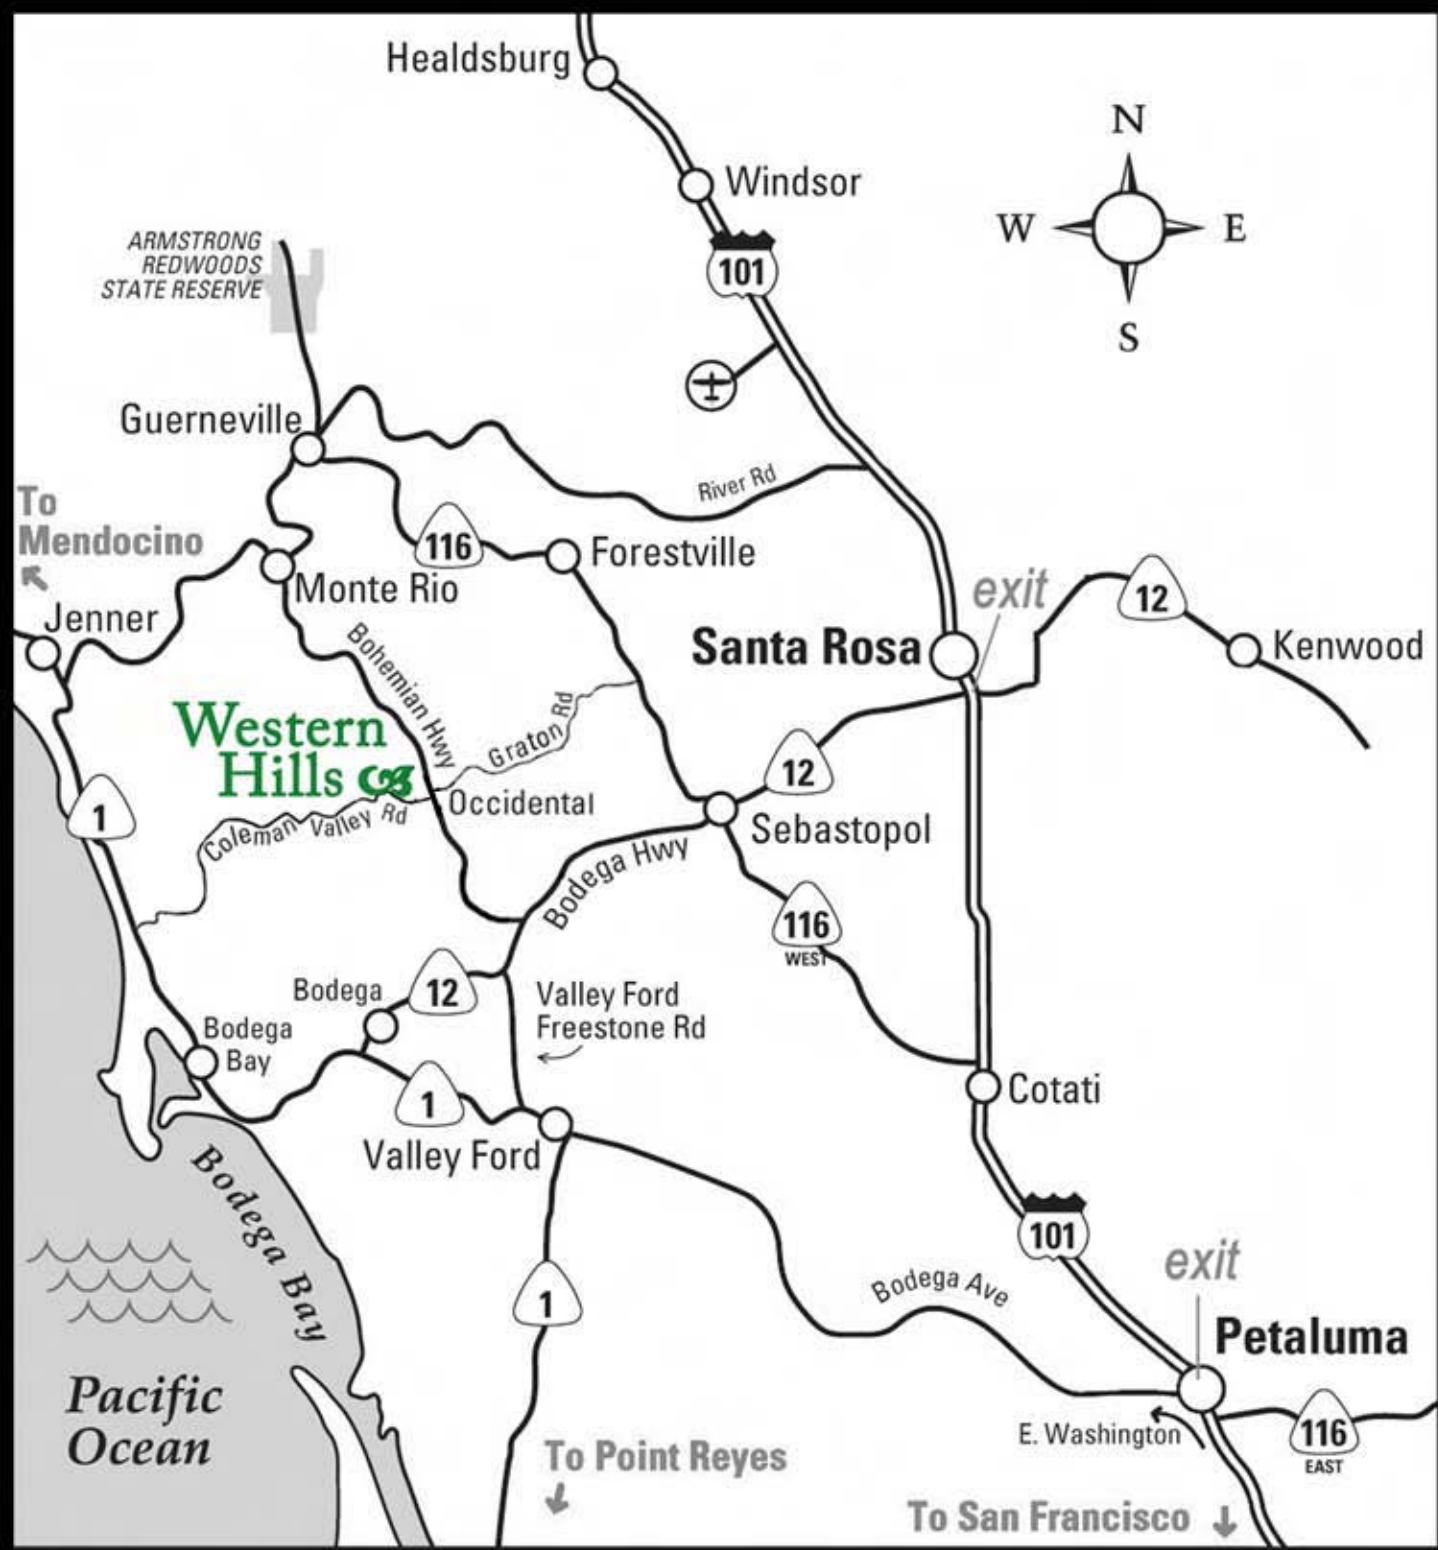 Healdsburg
Windsor
N
W
E
S
101
ARMSTRONG
REDWOODS
STATE RESERVE
Guerneville
River Rd
To
Mendocino
116
Forestville
exit
12
Monte Rio
Jenner
Santa Rosa
Kenwood
Bohemian Hwy
Graton Rd
Western
Hills
12
1
Occidental
Coleman Valley Rd
Sebastopol
Bodega Hwy
116
WEST
12
Bodega
Valley Ford
Freestone Rd
Bodega
Bay
1
Cotati
Valley Ford
Bodega Bay
101
exit
1
Bodega Ave
Petaluma
Pacific
Ocean
E. Washington
116
EAST
To Point Reyes
To San Francisco